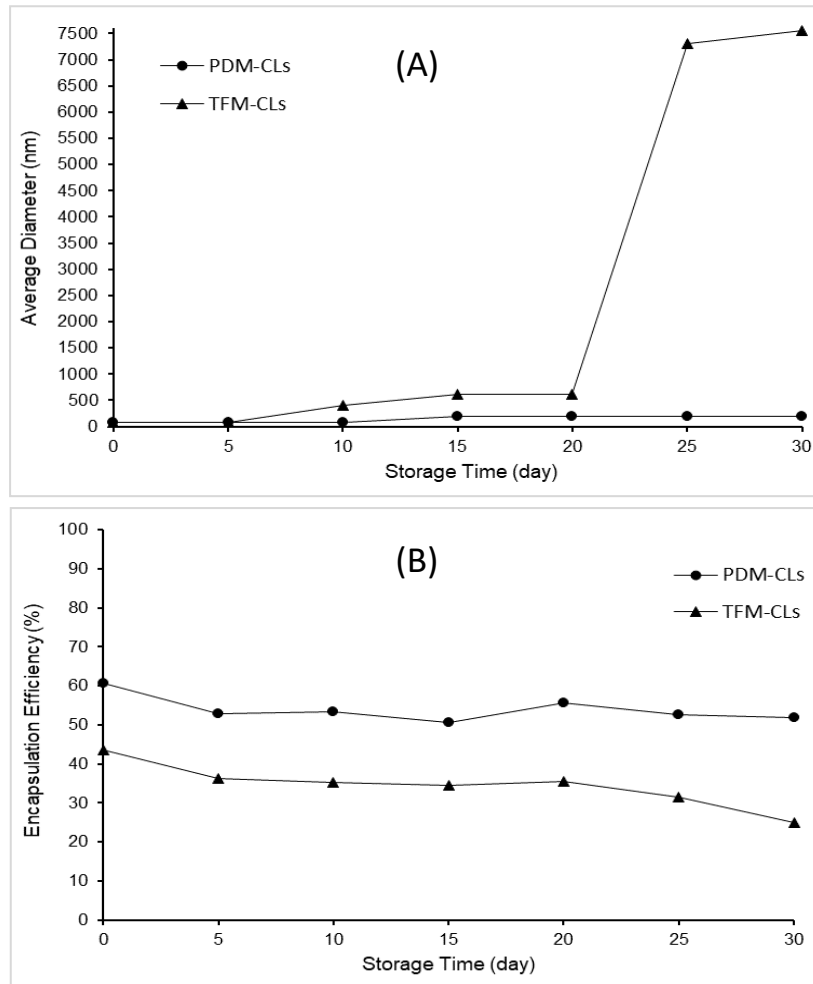 (A)
PDM-CLs
TFM-CLs
Average Diameter (nm)
7500
7000
6500
6000
5500
5000
4500
4000
3500
3000
2500
2000
1500
1000
500
0
0 5 10 15 20 25 30
Storage Time (day)
(B)
PDM-CLs
TFM-CLs
Encapsulation Efficiency (%)
100
90
80
70
60
50
40
30
20
10
0
0 5 10 15 20 25 30
Storage Time (day)